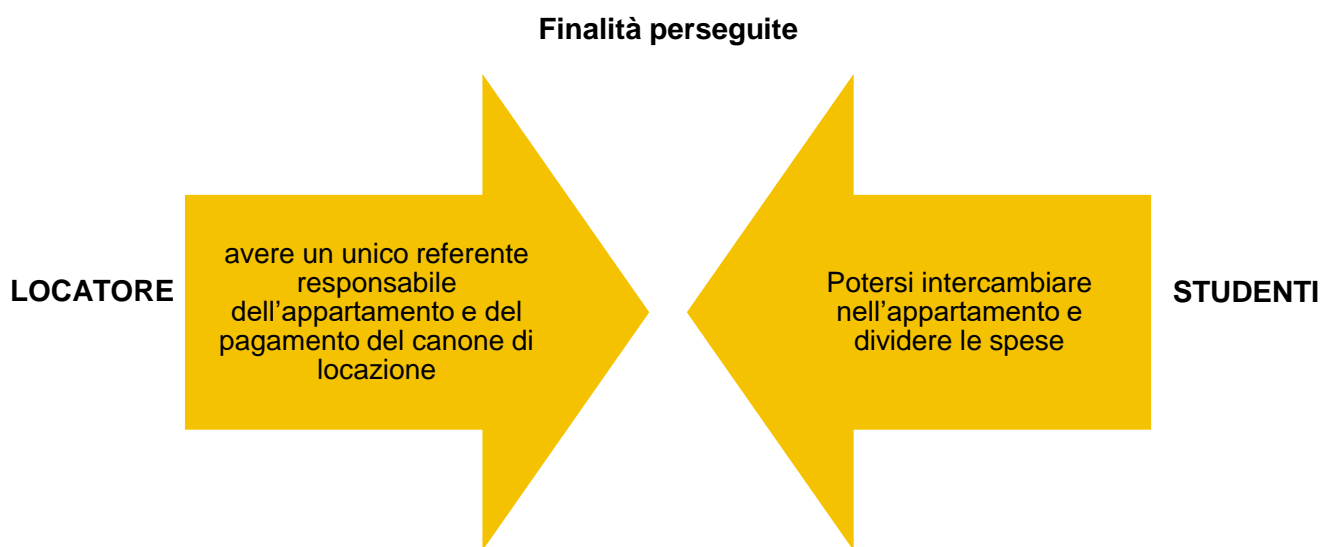 Finalità perseguite
LOCATORE
avere un unico referente
responsabile
dell’appartamento e del
pagamento del canone di
locazione
Potersi intercambiare
nell’appartamento e
dividere le spese
STUDENTI